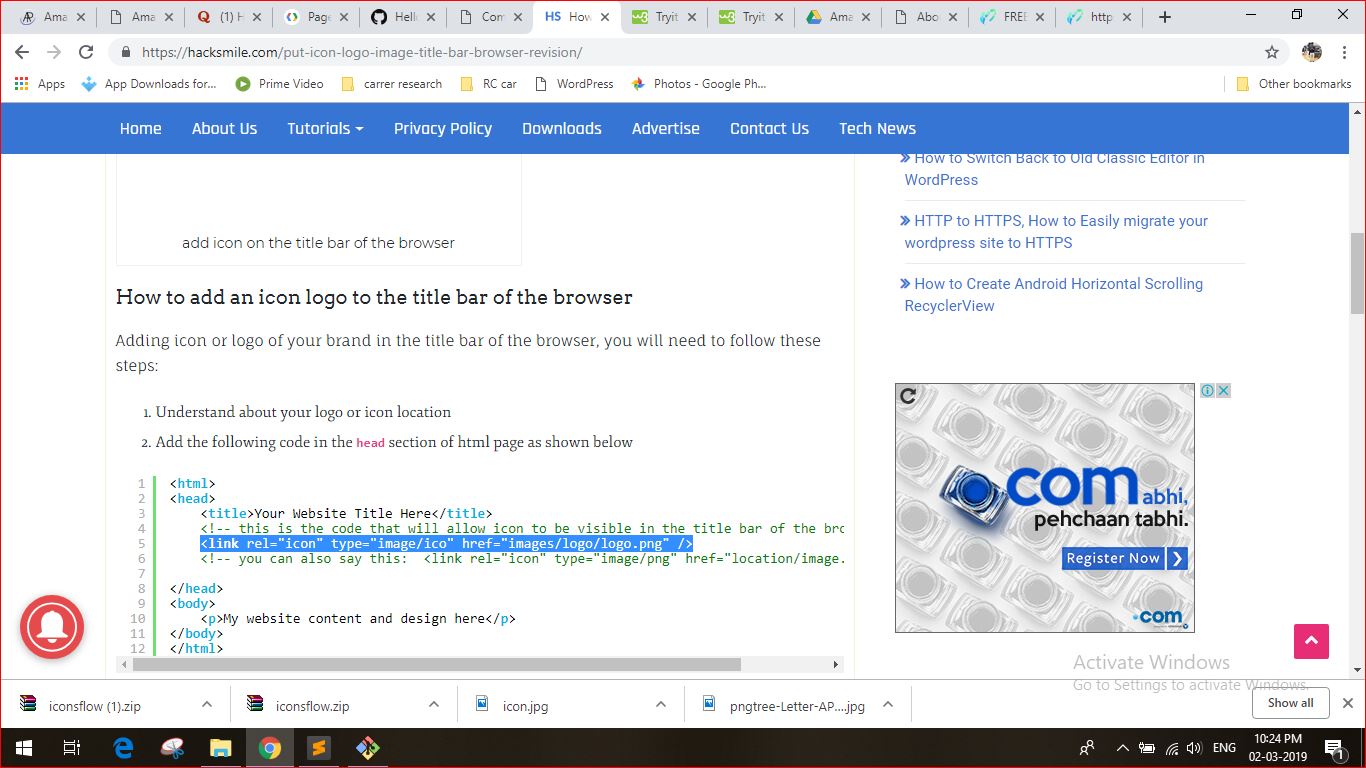 Ama
Ama
(1) H
Page
Hello
Com
HS How
Tryit
Tryit
Ama
Abo
FREE
http
https://hacksmile.com/put-icon-logo-image-title-bar-browser-revision/
Apps
App Downloads for...
Prime Video
carrer research
RC car
WordPress
Photos - Google Ph...
Other bookmarks
Home
About Us
Tutorials
Privacy Policy
Downloads
Advertise
Contact Us
Tech News
add icon on the title bar of the browser
How to add an icon logo to the title bar of the browser
Adding icon or logo of your brand in the title bar of the browser, you will need to follow these
steps:
1. Understand about your logo or icon location
2. Add the following code in the head section of html page as shown below
1 <html>
2 <head>
3 <title>Your Website Title Here</title>
4 <!-- this is the code that will allow icon to be visible in the title bar of the bro
5 <link rel="icon" type="image/ico" href="images/logo/logo.png" />
6 <!-- you can also say this: <link rel="icon" type="image/png" href="location/image.
7
8 </head>
9 <body>
10 <p>My website content and design here</p>
11 </body>
12 </html>
How to Switch Back to Old Classic Editor in
WordPress
HTTP to HTTPS, How to Easily migrate your
wordpress site to HTTPS
How to Create Android Horizontal Scrolling
RecyclerView
com abhi,
pehchaan tabhi.
Register Now
.com
Activate Windows
Go to Settings to activate Windows.
iconsflow (1).zip
iconsflow.zip
icon.jpg
pngtree-Letter-AP....jpg
Show all
ENG
10:24 PM
02-03-2019
1